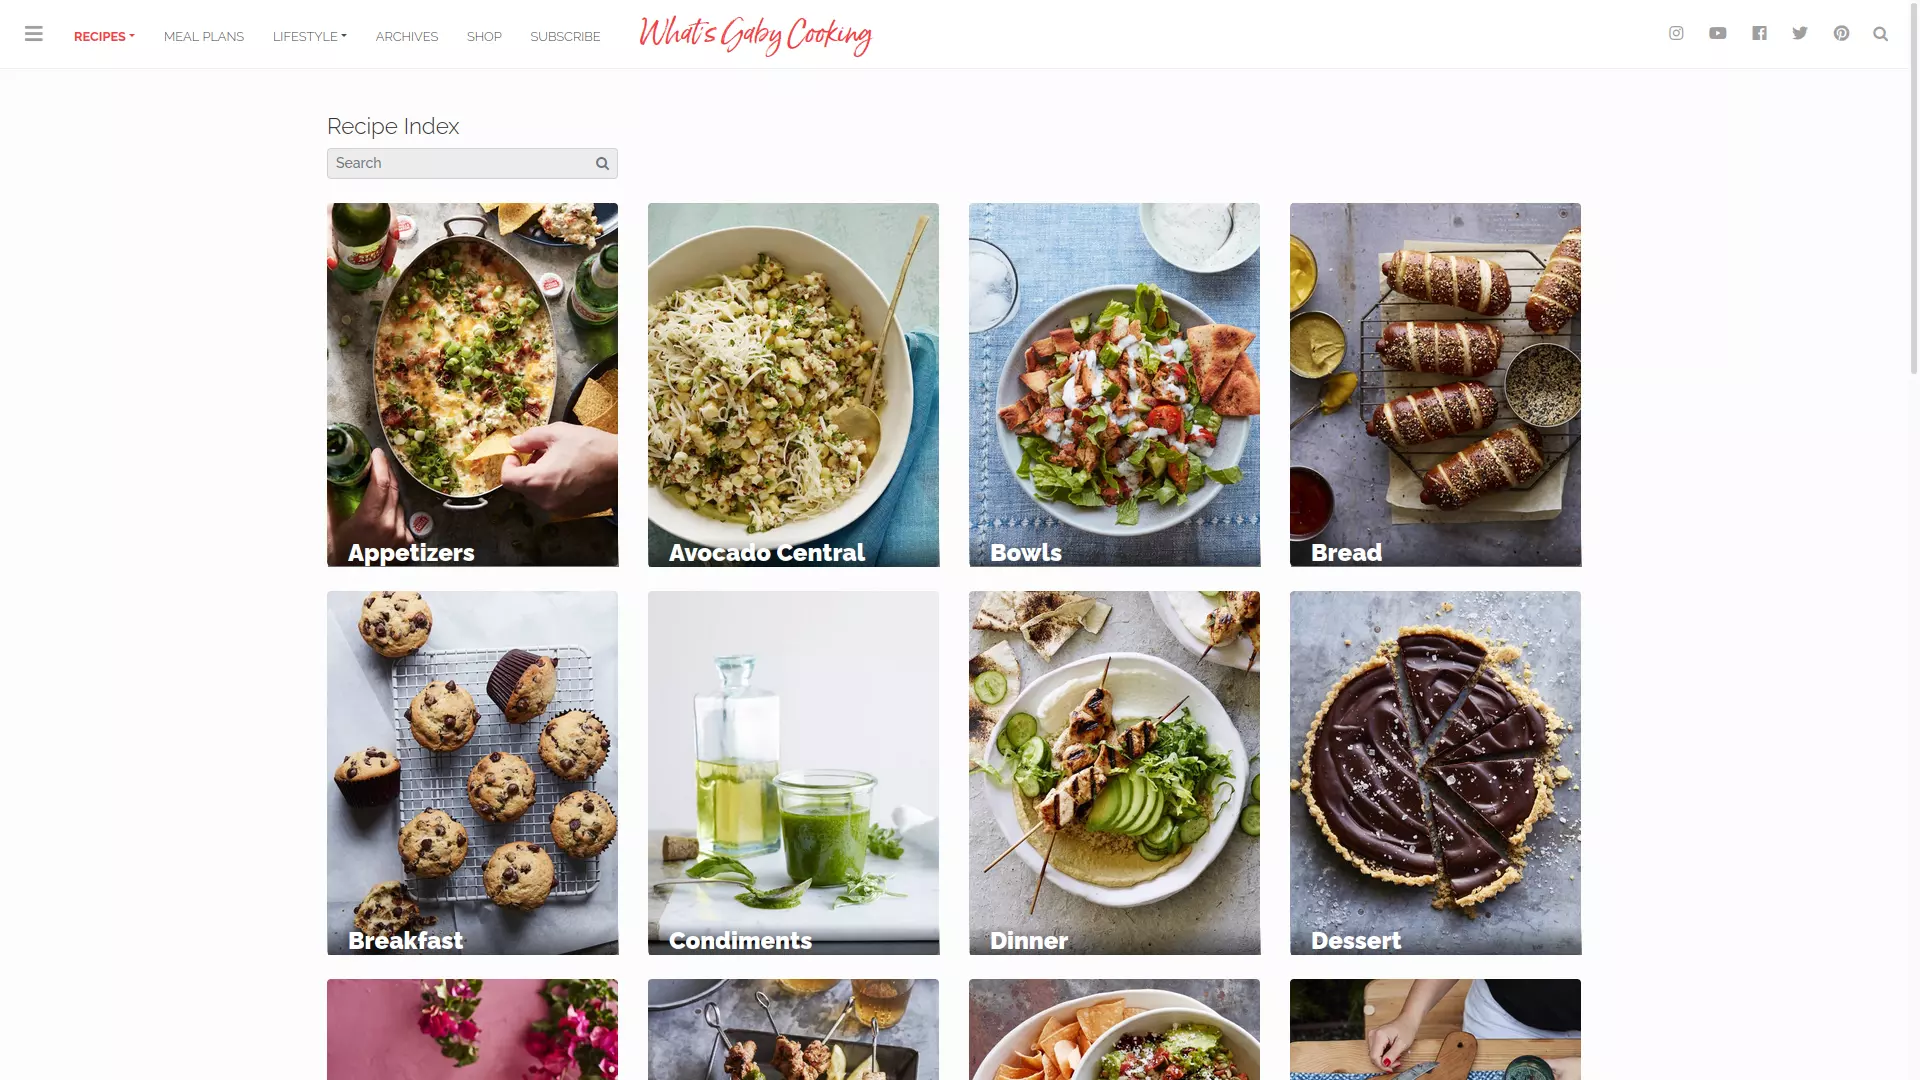 RECIPES MEAL PLANS LIFESTYLE ARCHIVES SHOP SUBSCRIBE What's Gaby Cooking
Recipe Index
Search
Appetizers Avocado Central Bowls Bread
Breakfast Condiments Dinner Dessert